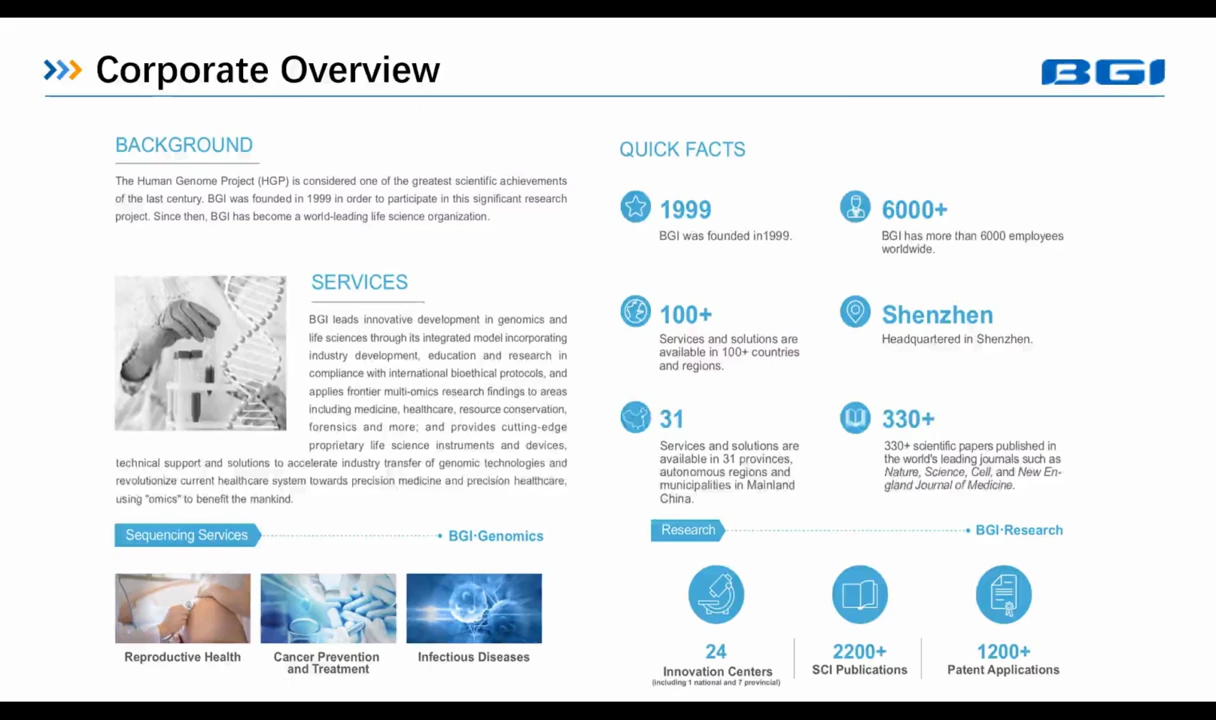 Corporate Overview
BGI
BACKGROUND
The Human Genome Project (HGP) is considered one of the greatest scientific achievements
of the last century. BGI was founded in 1999 in order to participate in this significant research
project. Since then, BGI has become a world-leading life science organization.
SERVICES
BGI leads innovative development in genomics and
life sciences through its integrated model incorporating
industry development, education and research in
compliance with international bioethical protocols, and
applies frontier multi-omics research findings to areas
including medicine, healthcare, resource conservation,
forensics and more; and provides cutting-edge
proprietary life science instruments and devices,
technical support and solutions to accelerate industry transfer of genomic technologies and
revolutionize current healthcare system towards precision medicine and precision healthcare,
using "omics" to benefit the mankind.
Sequencing Services
BGI·Genomics
Reproductive Health
Cancer Prevention
and Treatment
Infectious Diseases
QUICK FACTS
1999
BGI was founded in1999.
6000+
BGI has more than 6000 employees
worldwide.
100+
Services and solutions are
available in 100+ countries
and regions.
Shenzhen
Headquartered in Shenzhen.
31
Services and solutions are
available in 31 provinces,
autonomous regions and
municipalities in Mainland
China.
330+
330+ scientific papers published in
the world's leading journals such as
Nature, Science, Cell, and New En-
gland Journal of Medicine.
Research
BGI·Research
24
Innovation Centers
(including 1 national and 7 provincial)
2200+
SCI Publications
1200+
Patent Applications